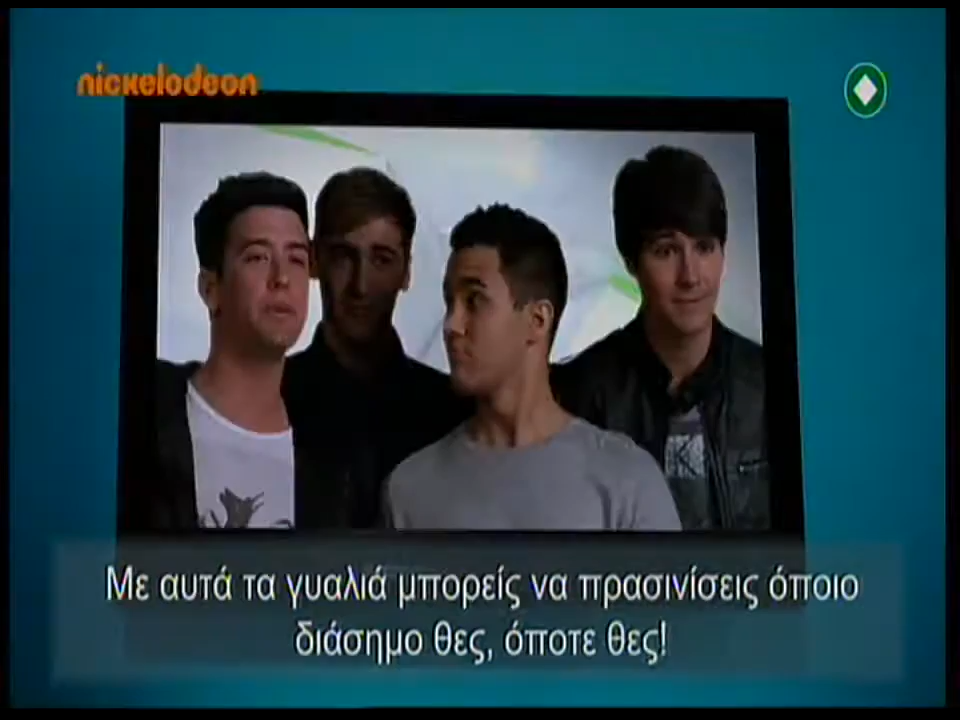 nickelodeon
Με αυτά τα γυαλιά μπορείς να πρασινίσεις όποιο
διάσημο θες, όποτε θες!